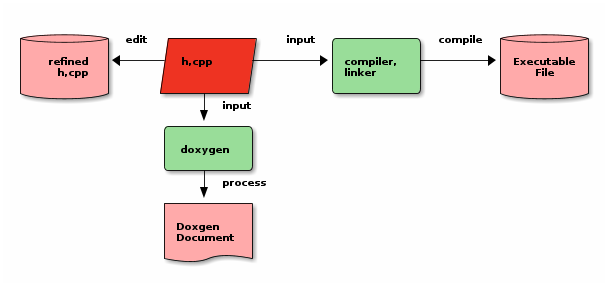 edit
input
compile
refined
h,cpp
h,cpp
compiler,
linker
Executable
File
input
doxygen
process
Doxgen
Document